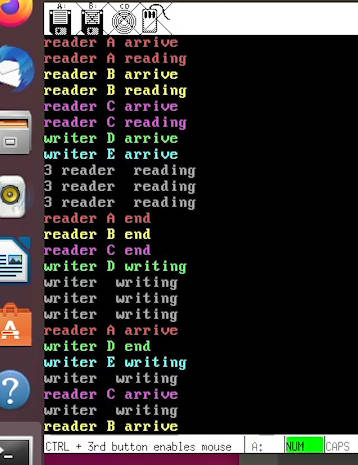 A: B: CD
reader A arrive
reader A reading
reader B arrive
reader B reading
reader C arrive
reader C reading
writer D arrive
writer E arrive
3 reader  reading
3 reader  reading
3 reader  reading
reader A end
reader B end
reader C end
writer D writing
writer  writing
writer  writing
writer  writing
reader A arrive
writer D end
writer E writing
writer  writing
reader C arrive
writer  writing
reader B arrive
CTRL + 3rd button enables mouse A: NUM CAPS